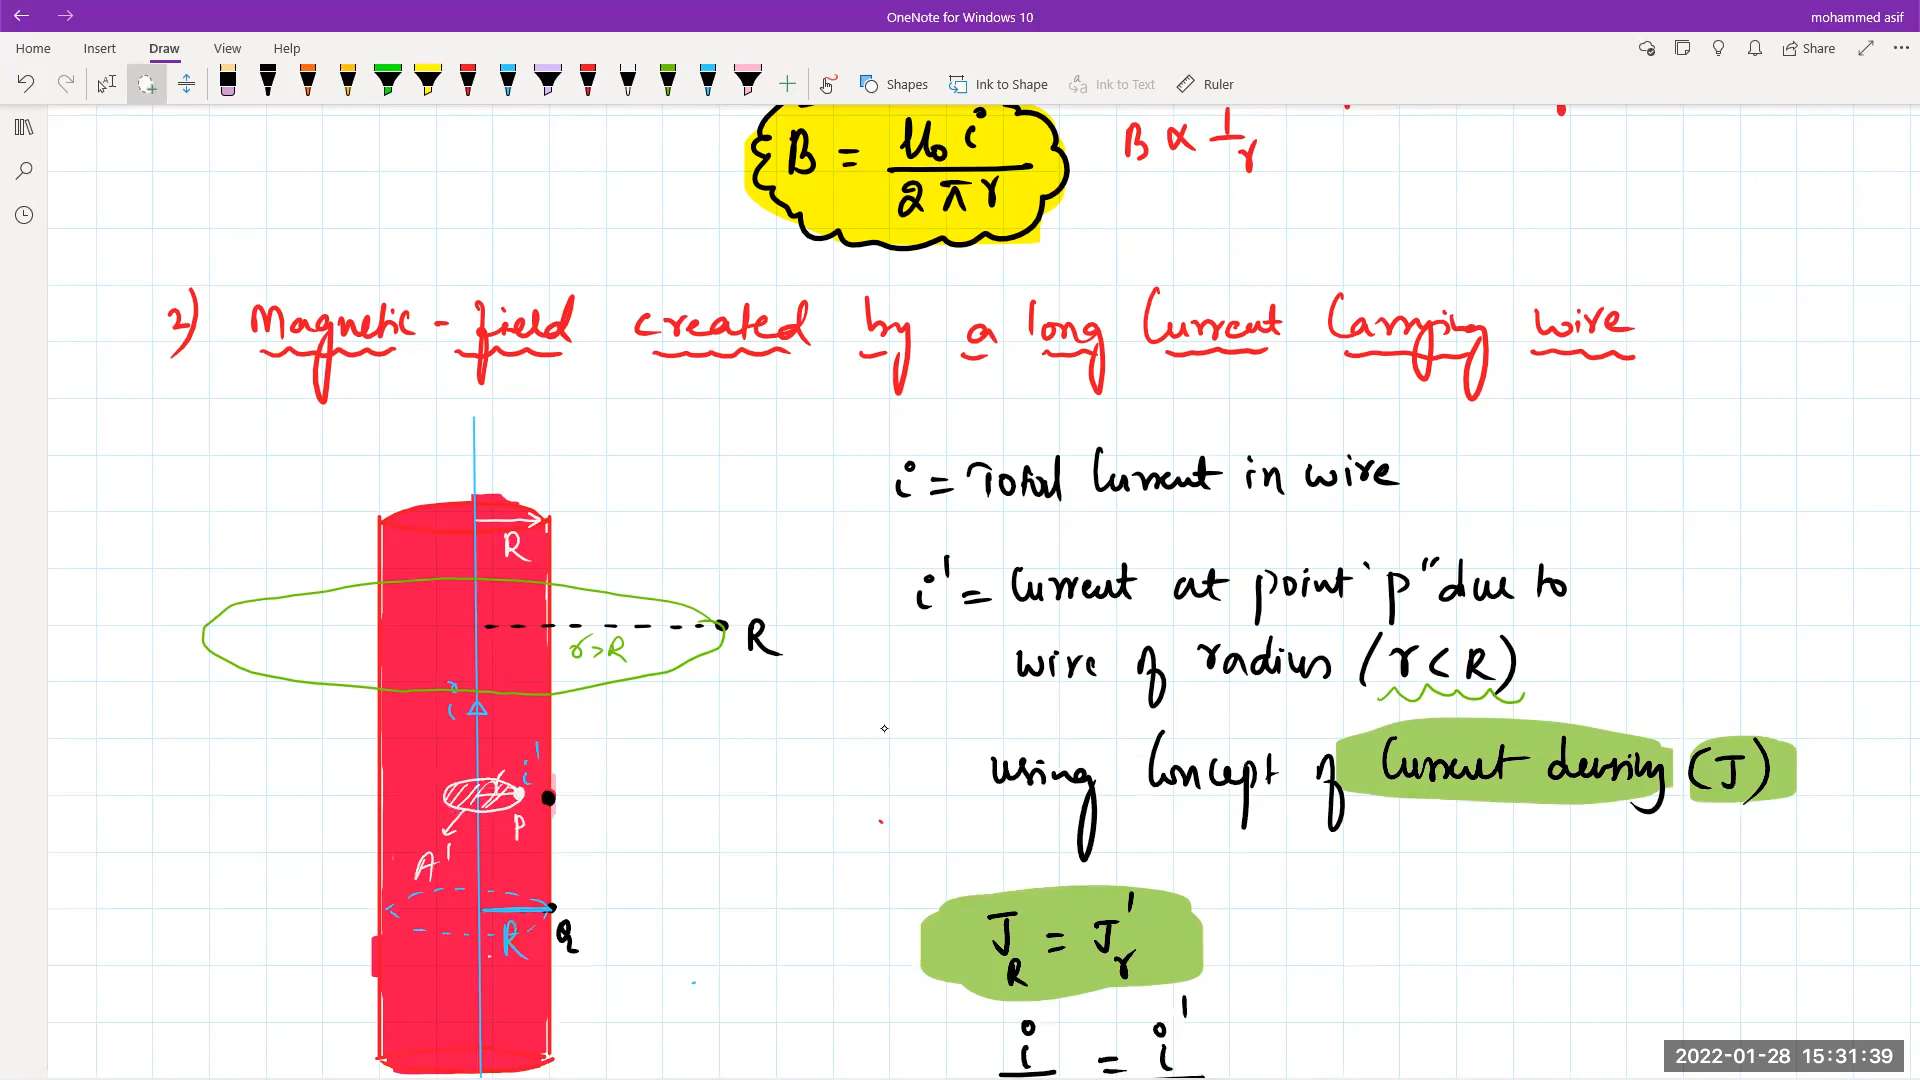 OneNote for Windows 10
mohammed asif
Home Insert Draw View Help
Share
Shapes Ink to Shape Ink to Text Ruler
B = μ₀ i / 2 π r
B ∝ 1/r
2) Magnetic - field created by a long Current Carrying wire
i = Total Current in wire
R
i' = Current at point 'p" due to
r>R
R
wire of radius (r < R)
i
i'
using Concept of Current density (J)
P
A'
R
Q
J_R = J'_r
i = i'
2022-01-28 15:31:39